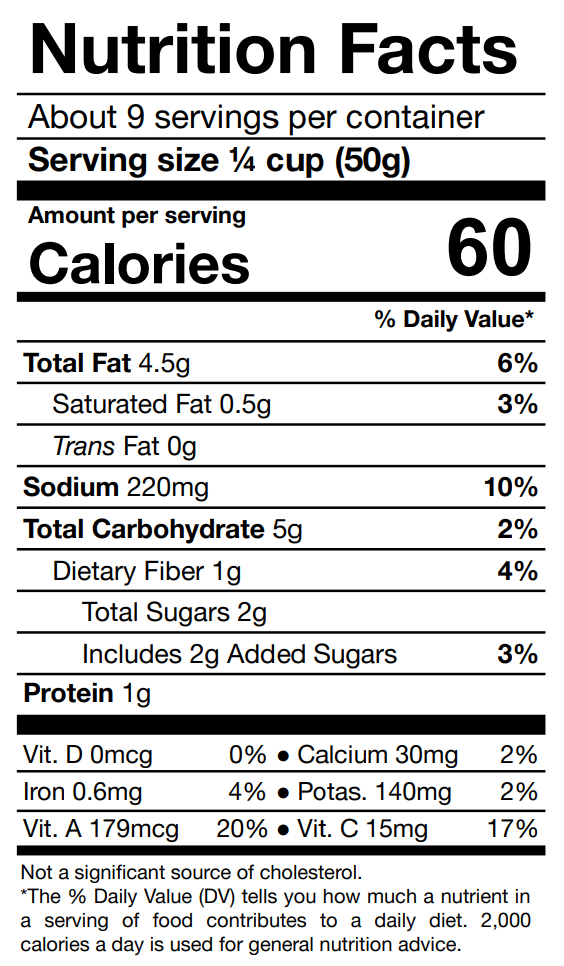 Nutrition Facts
About 9 servings per container
Serving size ¼ cup (50g)
Amount per serving
Calories 60
% Daily Value*
Total Fat 4.5g 6%
Saturated Fat 0.5g 3%
Trans Fat 0g
Sodium 220mg 10%
Total Carbohydrate 5g 2%
Dietary Fiber 1g 4%
Total Sugars 2g
Includes 2g Added Sugars 3%
Protein 1g
Vit. D 0mcg 0% ● Calcium 30mg 2%
Iron 0.6mg 4% ● Potas. 140mg 2%
Vit. A 179mcg 20% ● Vit. C 15mg 17%
Not a significant source of cholesterol.
*The % Daily Value (DV) tells you how much a nutrient in
a serving of food contributes to a daily diet. 2,000
calories a day is used for general nutrition advice.